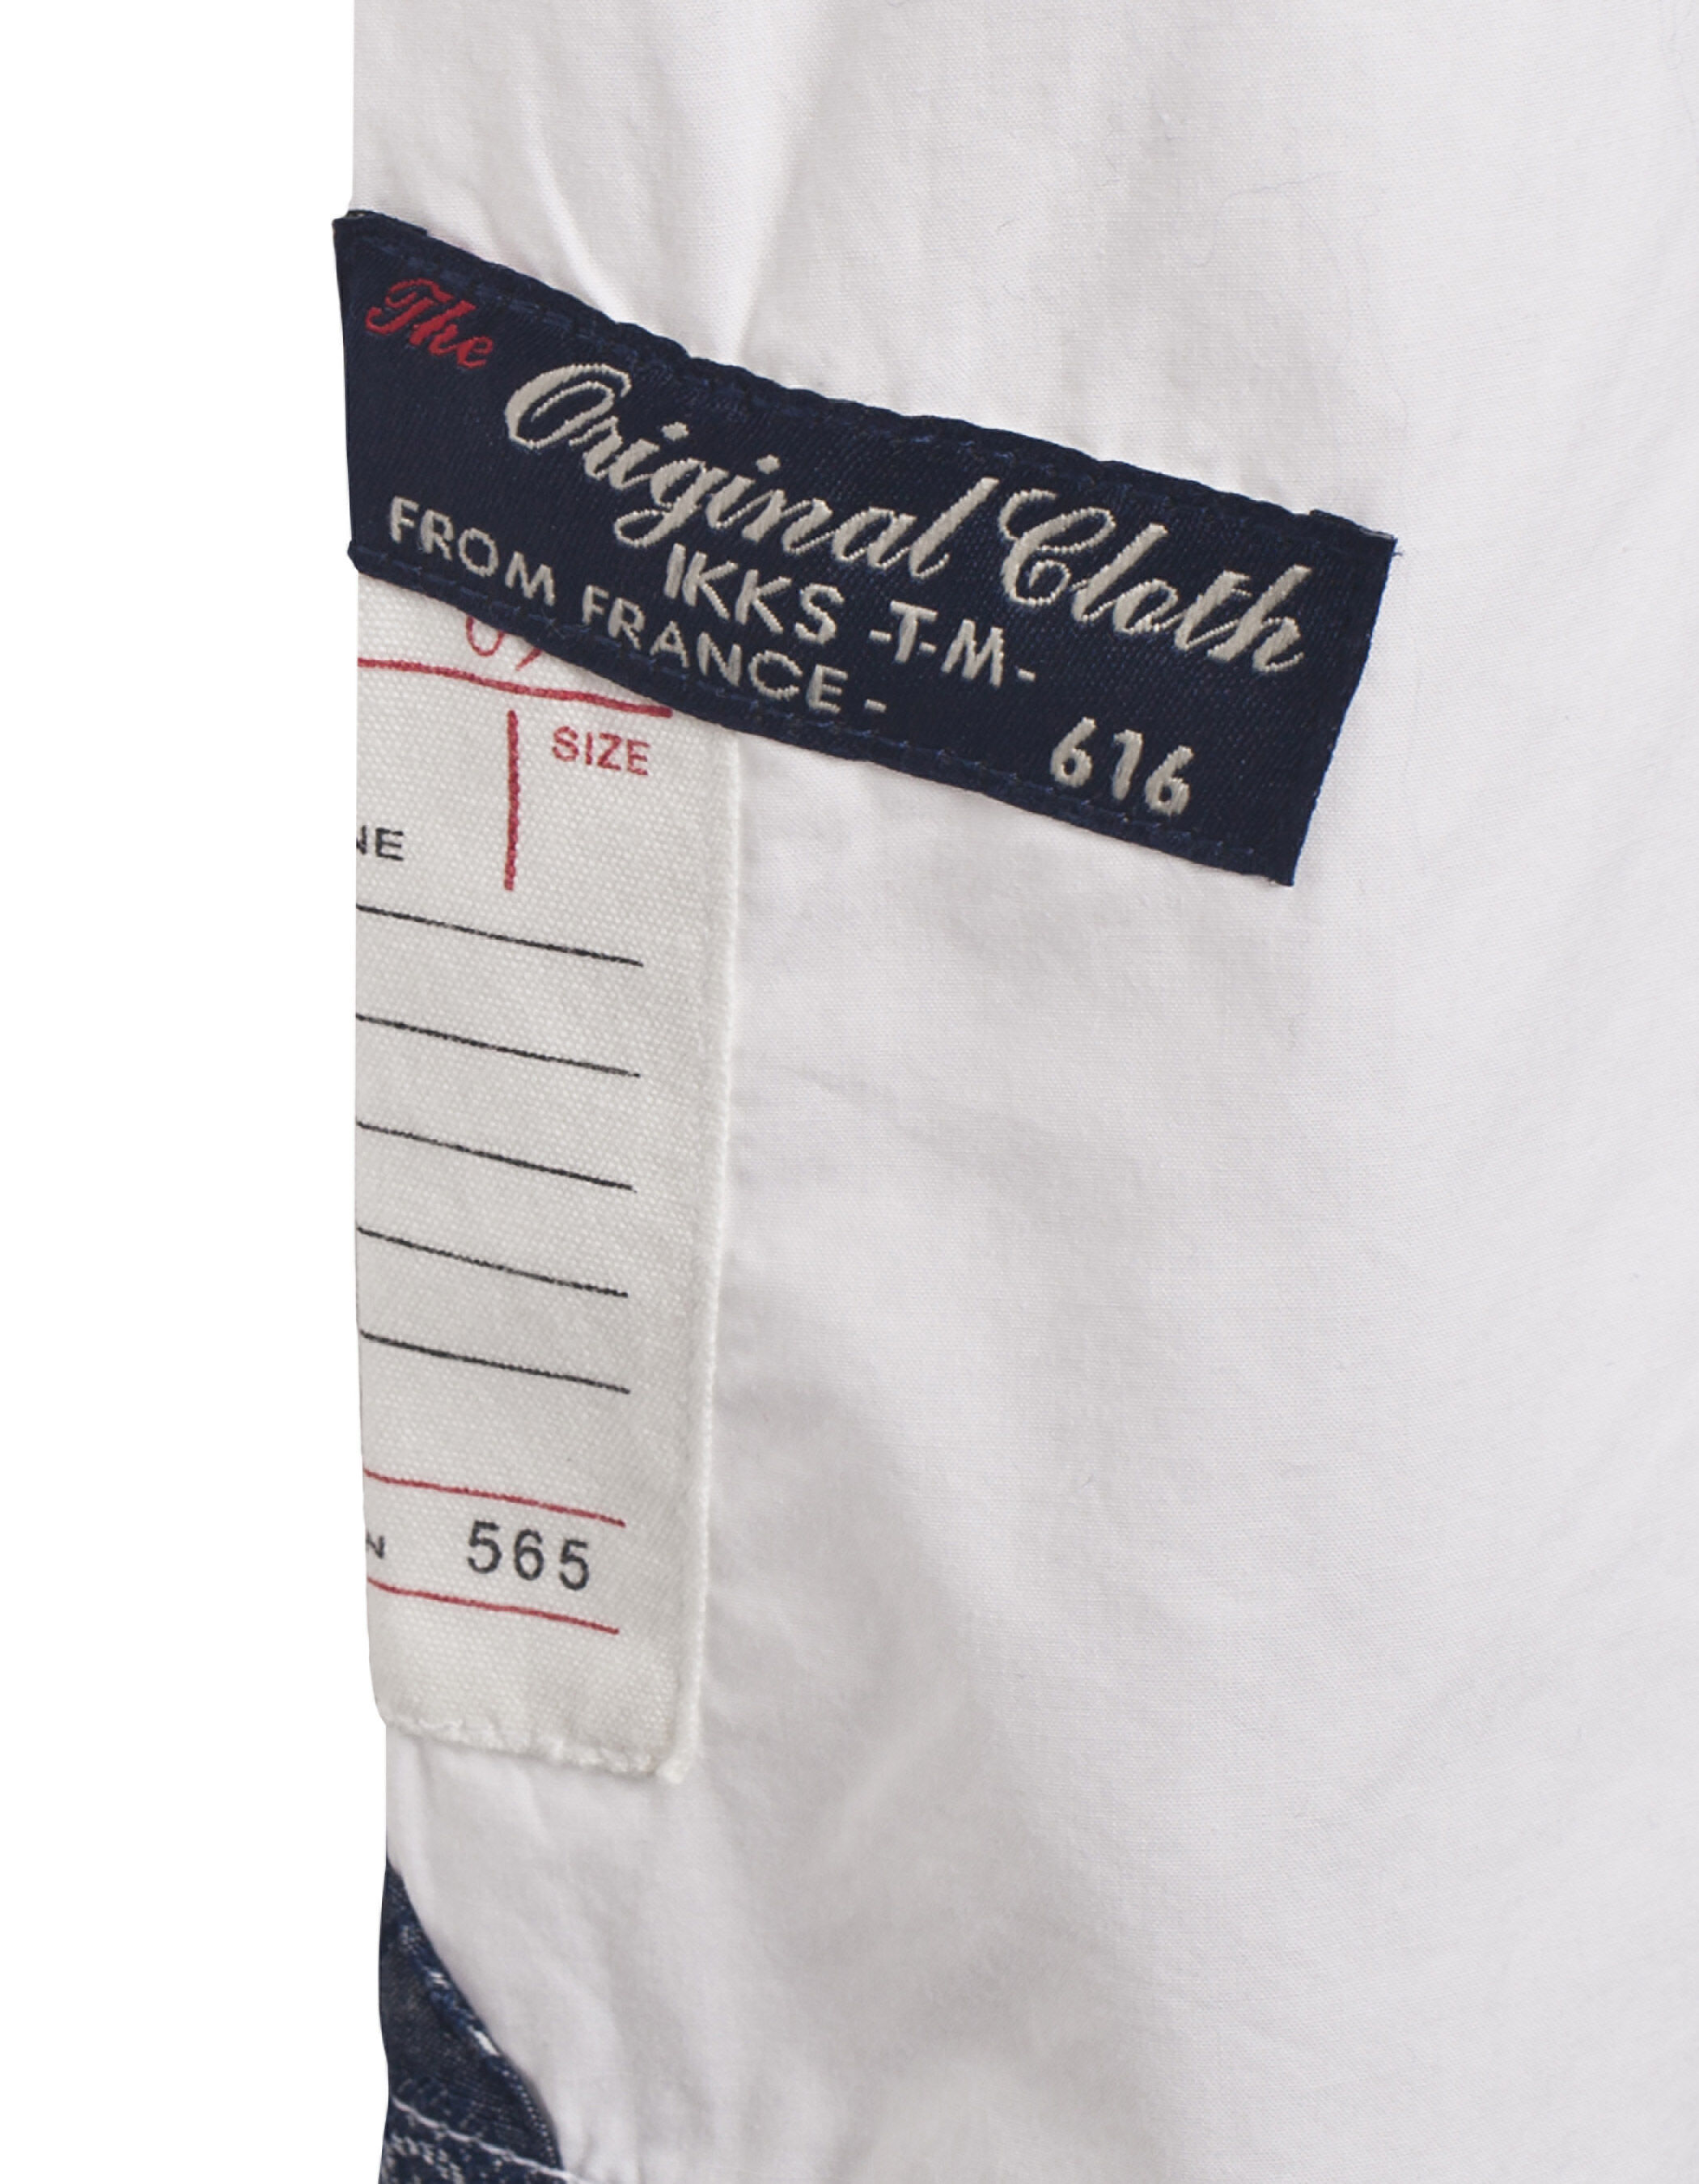 The Original Cloth
IKKS -T-M-
FROM FRANCE -
616
SIZE
565